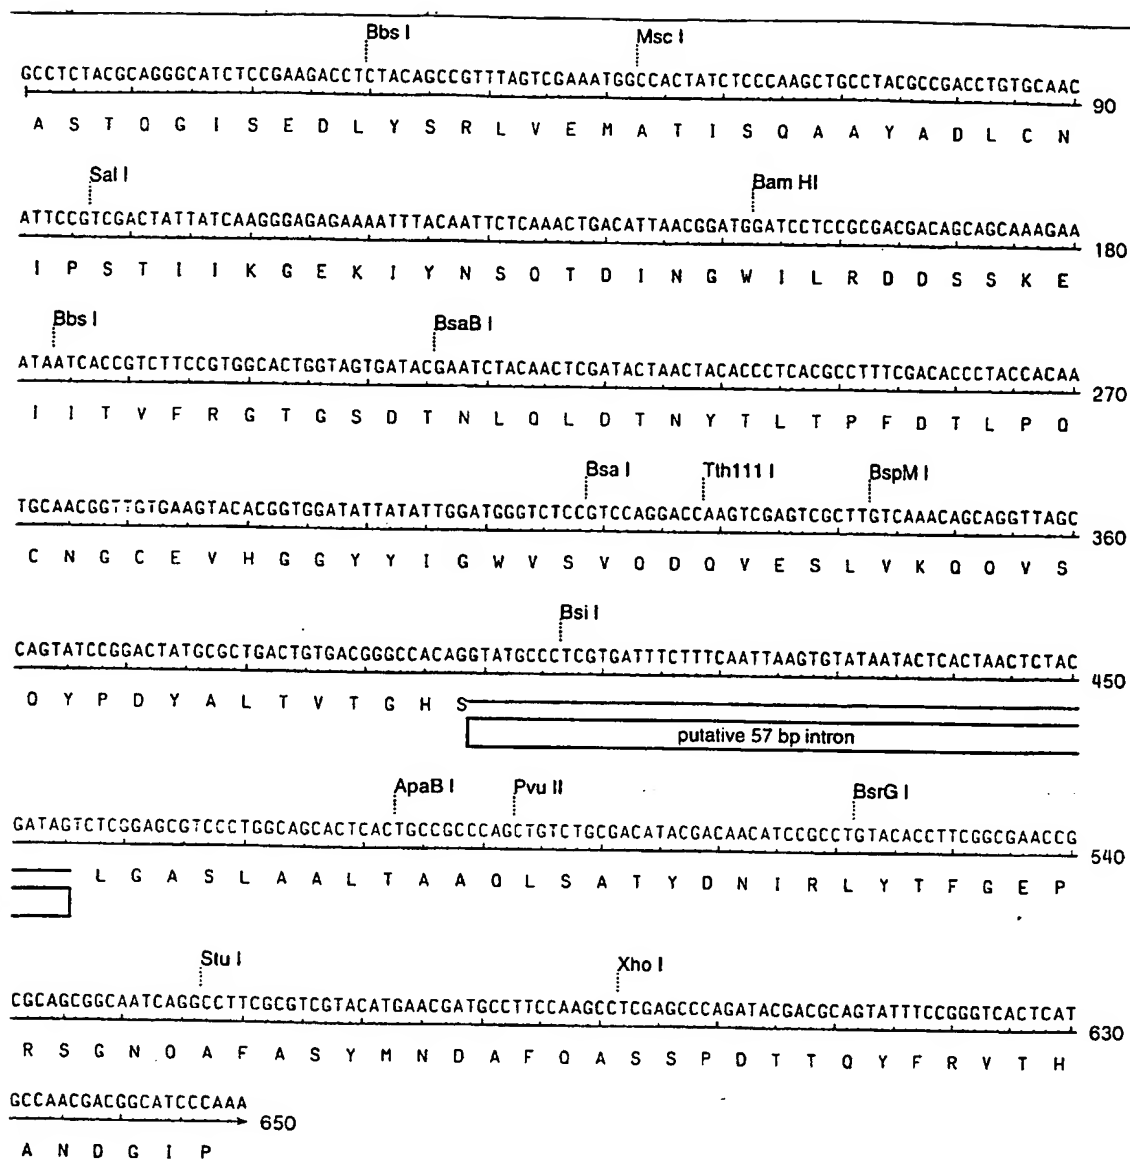 Bbs I Msc I
GCCTCTACGCAGGGCATCTCCGAAGACCTCTACAGCCGTTTAGTCGAAATGGCCACTATCTCCCAAGCTGCCTACGCCGACCTGTGCAAC
90
A S T Q G I S E D L Y S R L V E M A T I S Q A A Y A D L C N
Sal I Bam HI
ATTCCGTCGACTATTATCAAGGGAGAGAAAATTTACAATTCTCAAACTGACATTAACGGATGGATCCTCCGCGACGACAGCAGCAAAGAA
180
I P S T I I K G E K I Y N S Q T D I N G W I L R D D S S K E
Bbs I BsaB I
ATAATCACCGTCTTCCGTGGCACTGGTAGTGATACGAATCTACAACTCGATACTAACTACACCCTCACGCCTTTCGACACCCTACCACAA
270
I I T V F R G T G S D T N L Q L D T N Y T L T P F D T L P Q
Bsa I Tth111 I BspM I
TGCAACGGTTGTGAAGTACACGGTGGATATTATATTGGATGGGTCTCCGTCCAGGACCAAGTCGAGTCGCTTGTCAAACAGCAGGTTAGC
360
C N G C E V H G G Y Y I G W V S V Q D Q V E S L V K Q Q V S
Bsi I
CAGTATCCGGACTATGCGCTGACTGTGACGGGCCACAGGTATGCCCTCGTGATTTCTTTCAATTAAGTGTATAATACTCACTAACTCTAC
450
Q Y P D Y A L T V T G H S
putative 57 bp intron
ApaB I Pvu II BsrG I
GATAGTCTCGGAGCGTCCCTGGCAGCACTCACTGCCGCCCAGCTGTCTGCGACATACGACAACATCCGCCTGTACACCTTCGGCGAACCG
540
L G A S L A A L T A A Q L S A T Y D N I R L Y T F G E P
Stu I Xho I
CGCAGCGGCAATCAGGCCTTCGCGTCGTACATGAACGATGCCTTCCAAGCCTCGAGCCCAGATACGACGCAGTATTTCCGGGTCACTCAT
630
R S G N Q A F A S Y M N D A F Q A S S P D T T Q Y F R V T H
GCCAACGACGGCATCCCAAA
650
A N D G I P